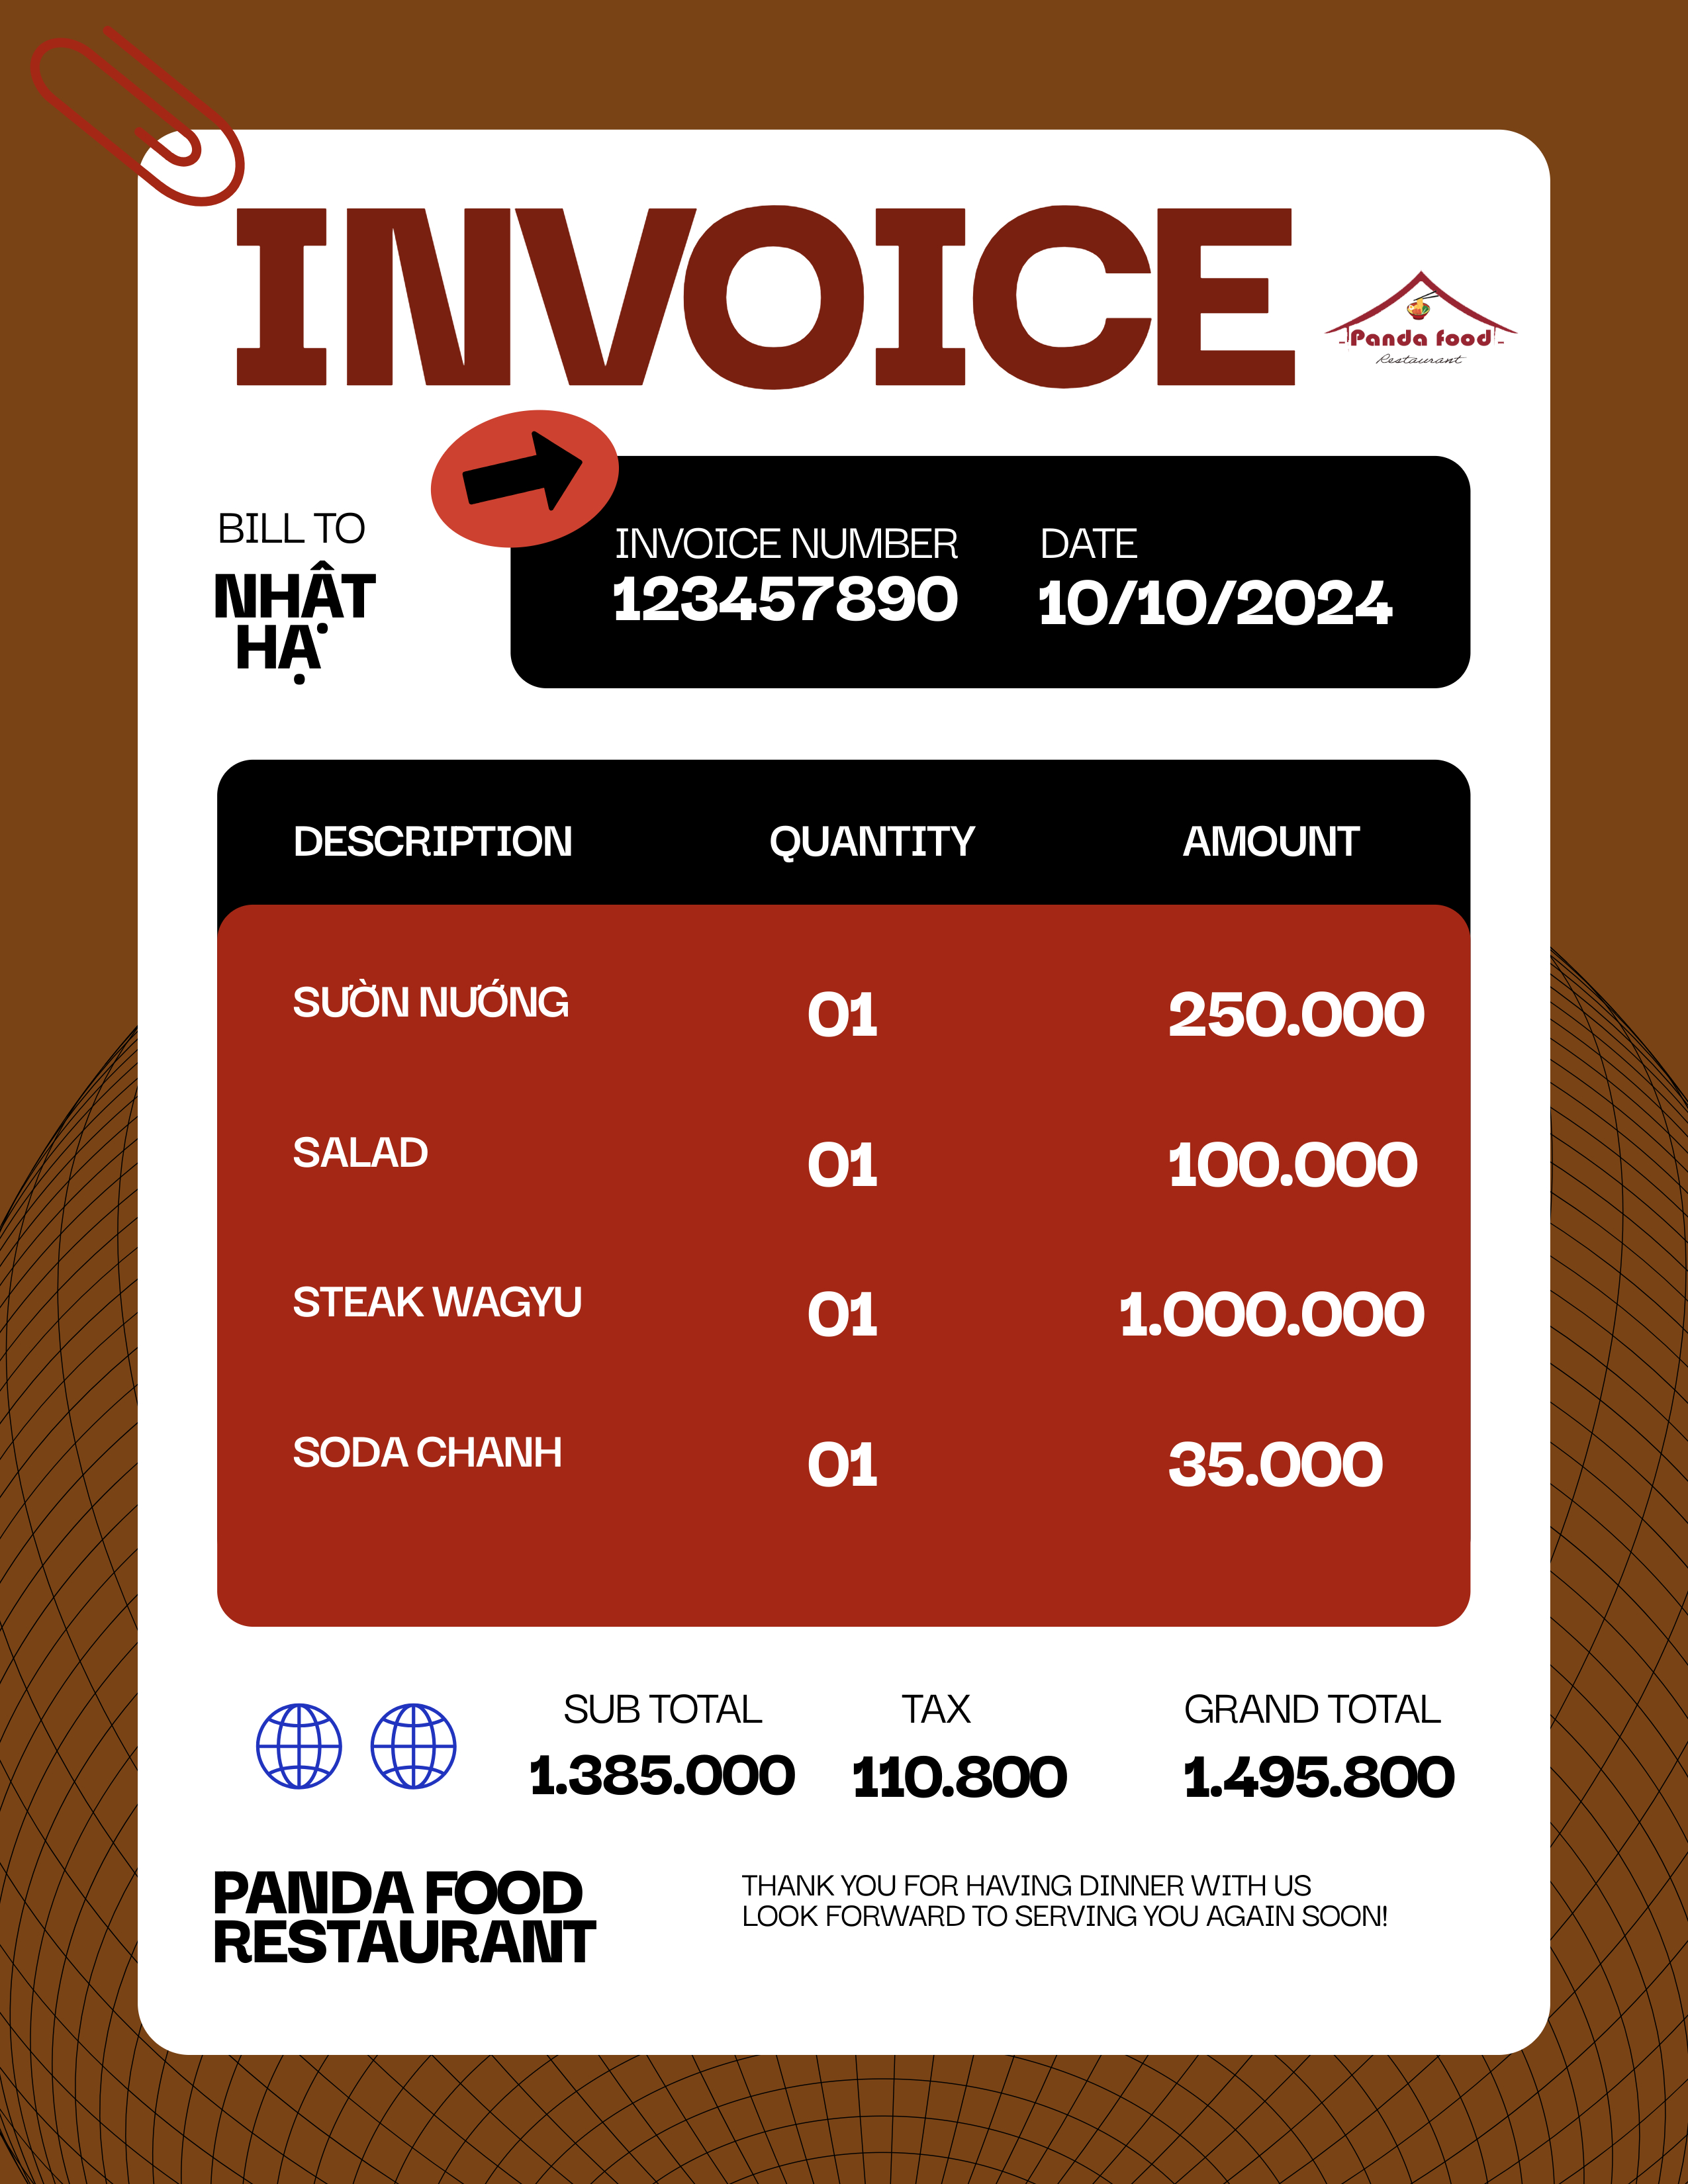 INVOICE
Panda food
Restaurant
BILL TO
NHẬT
HẠ
INVOICE NUMBER
123457890
DATE
10/10/2024
DESCRIPTION QUANTITY AMOUNT
SƯỜN NƯỚNG 01 250.000
SALAD 01 100.000
STEAK WAGYU 01 1.000.000
SODA CHANH 01 35.000
SUB TOTAL TAX GRAND TOTAL
1.385.000 110.800 1.495.800
PANDA FOOD
RESTAURANT
THANK YOU FOR HAVING DINNER WITH US
LOOK FORWARD TO SERVING YOU AGAIN SOON!